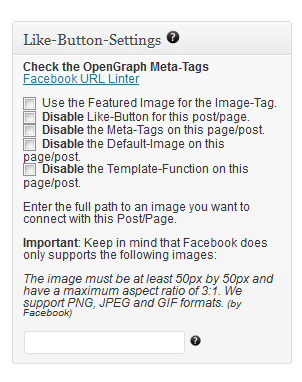 Like-Button-Settings ?
Check the OpenGraph Meta-Tags
Facebook URL Linter
Use the Featured Image for the Image-Tag.
Disable Like-Button for this post/page.
Disable the Meta-Tags on this page/post.
Disable the Default-Image on this
page/post.
Disable the Template-Function on this
page/post.
Enter the full path to an image you want to
connect with this Post/Page.
Important: Keep in mind that Facebook does
only supports the following images:
The image must be at least 50px by 50px and
have a maximum aspect ratio of 3:1. We
support PNG, JPEG and GIF formats. (by
Facebook)
?